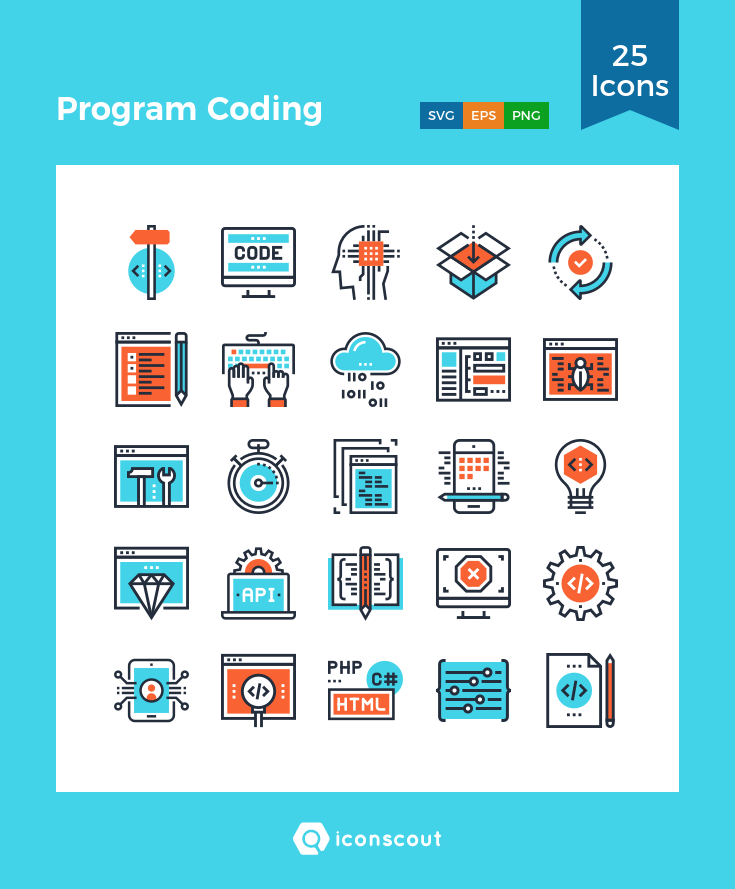 25
Icons
Program Coding
SVG EPS PNG
CODE
API
PHP
C#
HTML
iconscout